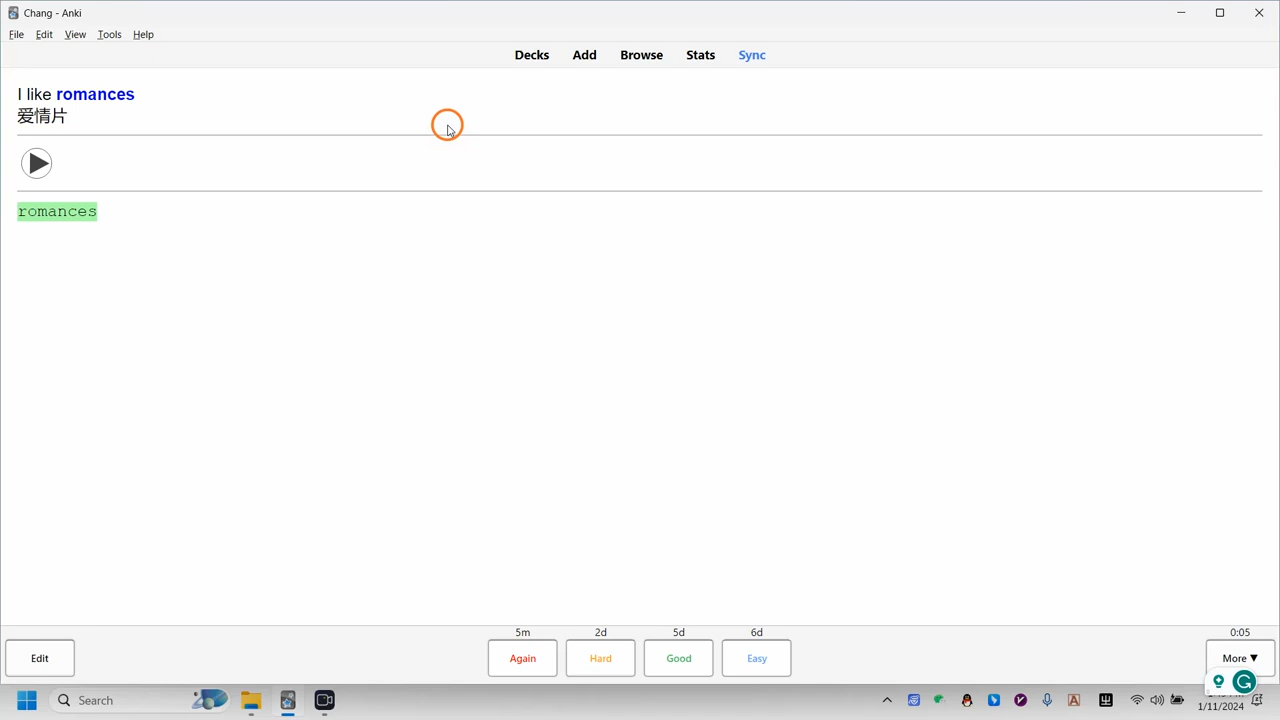 Chang - Anki
File Edit View Tools Help
Decks Add Browse Stats Sync
I like romances
爱情片
romances
5m 2d 5d 6d 0:05
Edit Again Hard Good Easy More ▼
Search
1/11/2024